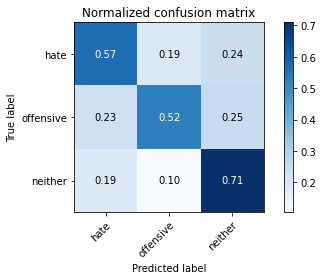 Normalized confusion matrix
True label
hate
0.57 0.19 0.24
offensive
0.23 0.52 0.25
neither
0.19 0.10 0.71
hate
offensive
neither
Predicted label
0.7
0.6
0.5
0.4
0.3
0.2